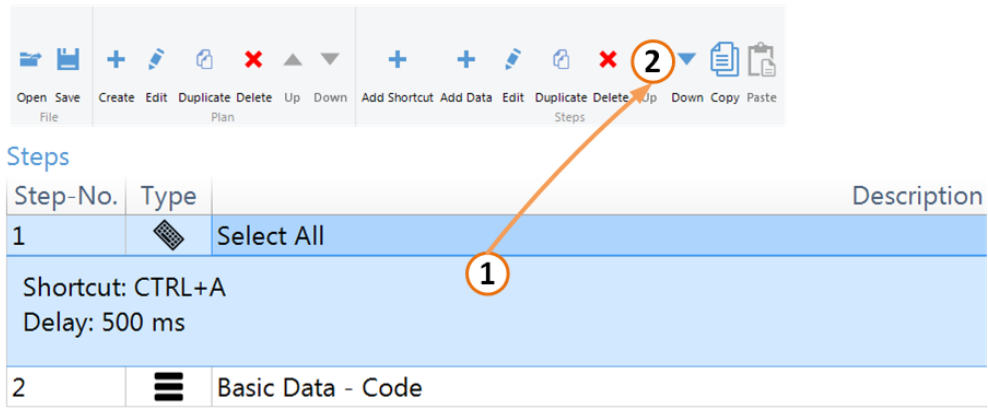 Open Save Create Edit Duplicate Delete Up Down Add Shortcut Add Data Edit Duplicate Delete Up Down Copy Paste
File Plan Steps
2
Steps
Step-No. Type Description
1 Select All
1
Shortcut: CTRL+A
Delay: 500 ms
2 Basic Data - Code